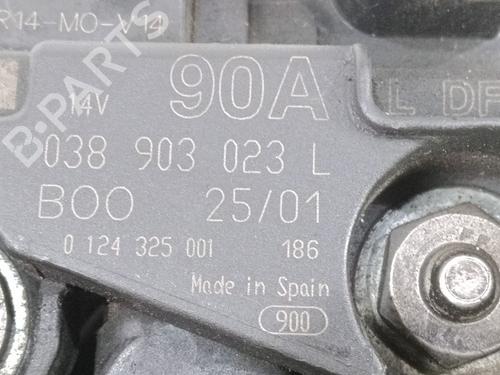 R14-MO-V14
90A
14V
L DF
038 903 023 L
BOO 25/01
0 124 325 001 186
Made in Spain
900
B-PARTS